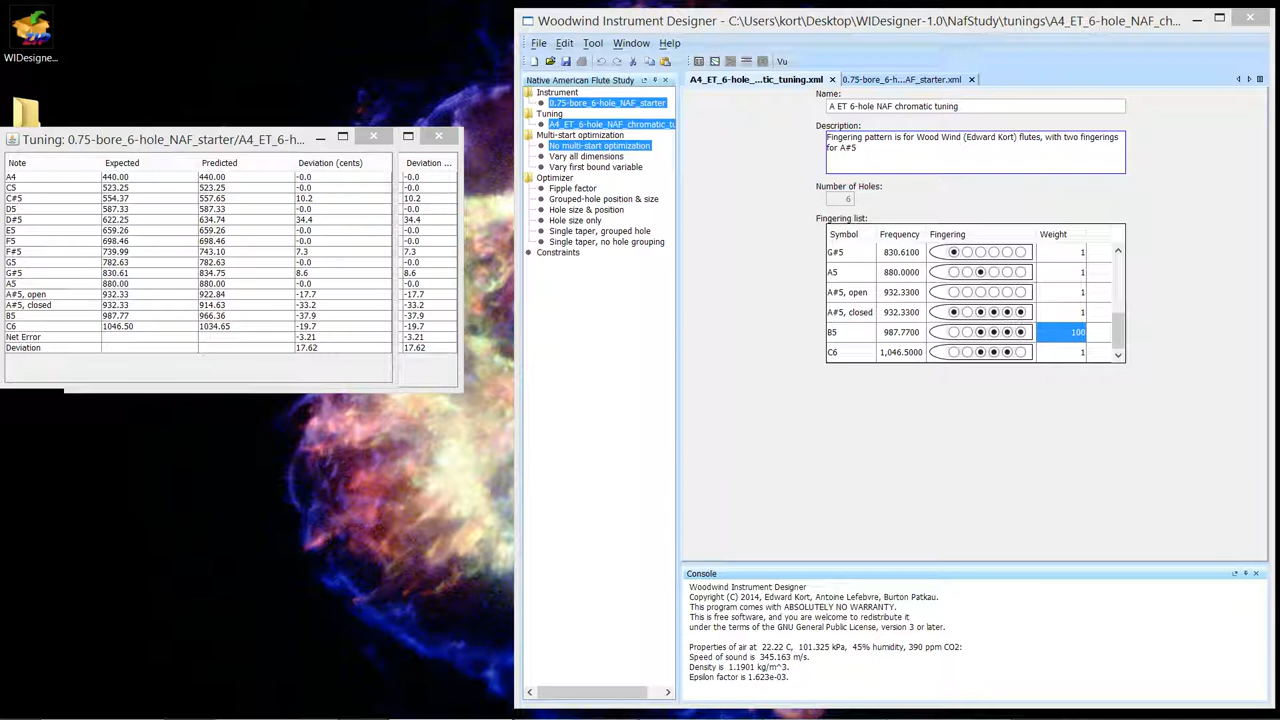 WIDesigne...
Tuning: 0.75-bore_6-hole_NAF_starter/A4_ET_6-h...
Note Expected Predicted Deviation (cents) Deviation ...
A4 440.00 440.00 -0.0 -0.0
C5 523.25 523.25 -0.0 -0.0
C#5 554.37 557.65 10.2 10.2
D5 587.33 587.33 -0.0 -0.0
D#5 622.25 634.74 34.4 34.4
E5 659.26 659.26 -0.0 -0.0
F5 698.46 698.46 -0.0 -0.0
F#5 739.99 743.10 7.3 7.3
G5 782.63 782.63 -0.0 -0.0
G#5 830.61 834.75 8.6 8.6
A5 880.00 880.00 -0.0 -0.0
A#5, open 932.33 922.84 -17.7 -17.7
A#5, closed 932.33 914.63 -33.2 -33.2
B5 987.77 966.36 -37.9 -37.9
C6 1046.50 1034.65 -19.7 -19.7
Net Error -3.21 -3.21
Deviation 17.62 17.62
Woodwind Instrument Designer - C:\Users\kort\Desktop\WIDesigner-1.0\NafStudy\tunings\A4_ET_6-hole_NAF_ch...
File Edit Tool Window Help
Vu
Native American Flute Study
Instrument
0.75-bore_6-hole_NAF_starter
Tuning
A4_ET_6-hole_NAF_chromatic_tu
Multi-start optimization
No multi-start optimization
Vary all dimensions
Vary first bound variable
Optimizer
Fipple factor
Grouped-hole position & size
Hole size & position
Hole size only
Single taper, grouped hole
Single taper, no hole grouping
Constraints
A4_ET_6-hole_...tic_tuning.xml 0.75-bore_6-h...AF_starter.xml
Name:
A ET 6-hole NAF chromatic tuning
Description:
Fingering pattern is for Wood Wind (Edward Kort) flutes, with two fingerings
for A#5
Number of Holes:
6
Fingering list:
Symbol Frequency Fingering Weight
G#5 830.6100 1
A5 880.0000 1
A#5, open 932.3300 1
A#5, closed 932.3300 1
B5 987.7700 100
C6 1,046.5000 1
Console
Woodwind Instrument Designer
Copyright (C) 2014, Edward Kort, Antoine Lefebvre, Burton Patkau.
This program comes with ABSOLUTELY NO WARRANTY.
This is free software, and you are welcome to redistribute it
under the terms of the GNU General Public License, version 3 or later.
Properties of air at 22.22 C, 101.325 kPa, 45% humidity, 390 ppm CO2:
Speed of sound is 345.163 m/s.
Density is 1.1901 kg/m^3.
Epsilon factor is 1.623e-03.